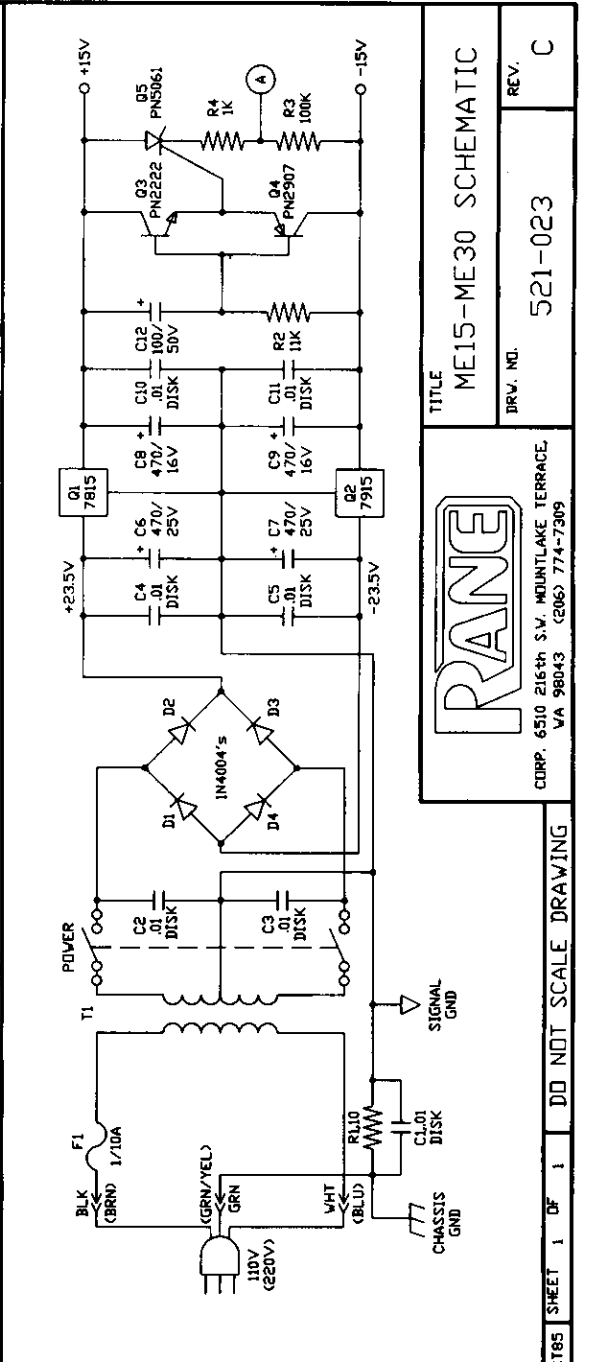 +15V
Q5
PN5061
R4
1K
A
R3
100K
-15V
Q3
PN2222
Q4
PN2907
C12
100/
50V
+
R2
11K
C10
.01
DISK
C11
.01
DISK
C8
470/
16V
+
C9
470/
16V
+
Q1
7815
Q2
7915
C6
470/
25V
+
C7
470/
25V
+
+23.5V
-23.5V
C4
.01
DISK
C5
.01
DISK
D1
D2
D3
D4
1N4004's
POWER
C2
.01
DISK
C3
.01
DISK
T1
F1
1/10A
BLK
(BRN)
(GRN/YEL)
GRN
WHT
(BLU)
110V
(220V)
R1,10
C1,.01
DISK
SIGNAL
GND
CHASSIS
GND
TITLE
ME15-ME30 SCHEMATIC
DRW. NO.
521-023
REV.
C
RANE
CORP. 6510 216th S.W. MOUNTLAKE TERRACE,
WA 98043 (206) 774-7309
DO NOT SCALE DRAWING
SHEET 1 OF 1
T85